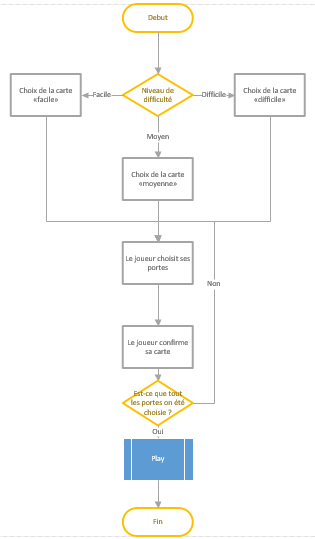 Debut
Niveau de
difficulté
Facile
Difficile
Choix de la carte
«facile»
Choix de la carte
«difficile»
Moyen
Choix de la carte
«moyenne»
Le joueur choisit ses
portes
Non
Le joueur confirme
sa carte
Est-ce que tout
les portes on été
choisie ?
Oui
Play
Fin